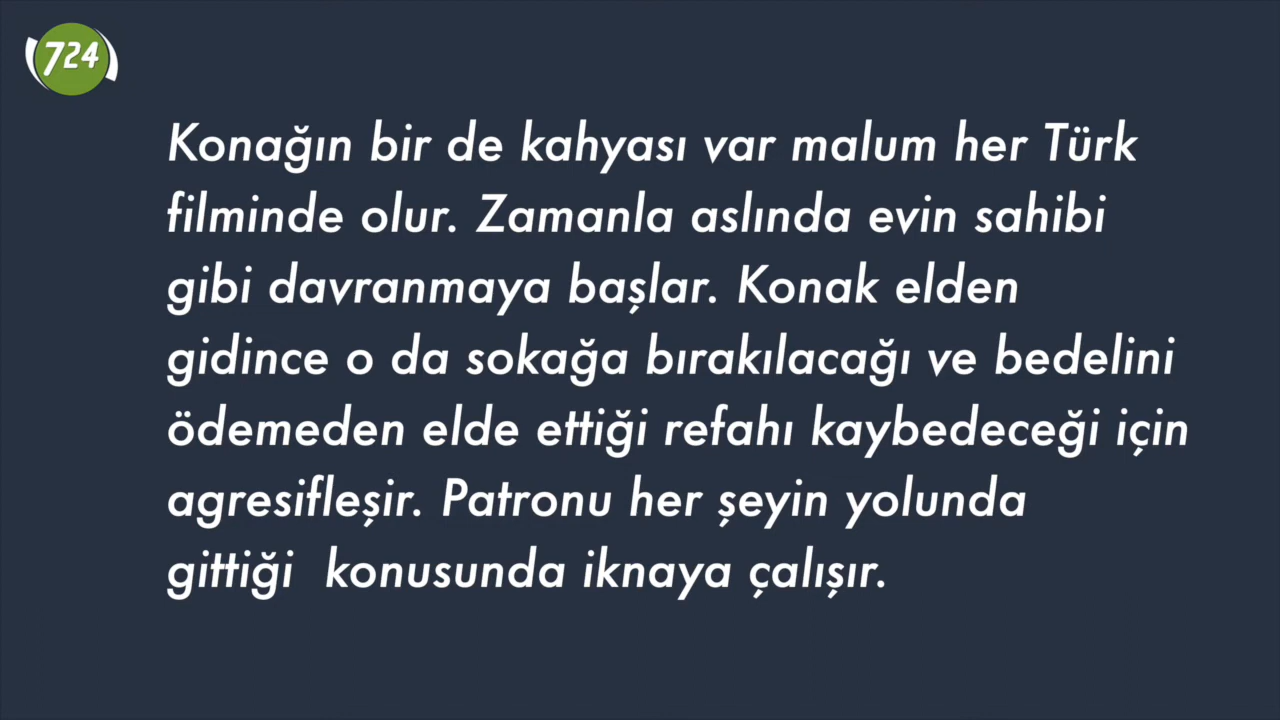 724
Konağın bir de kahyası var malum her Türk
filminde olur. Zamanla aslında evin sahibi
gibi davranmaya başlar. Konak elden
gidince o da sokağa bırakılacağı ve bedelini
ödemeden elde ettiği refahı kaybedeceği için
agresifleşir. Patronu her şeyin yolunda
gittiği  konusunda iknaya çalışır.